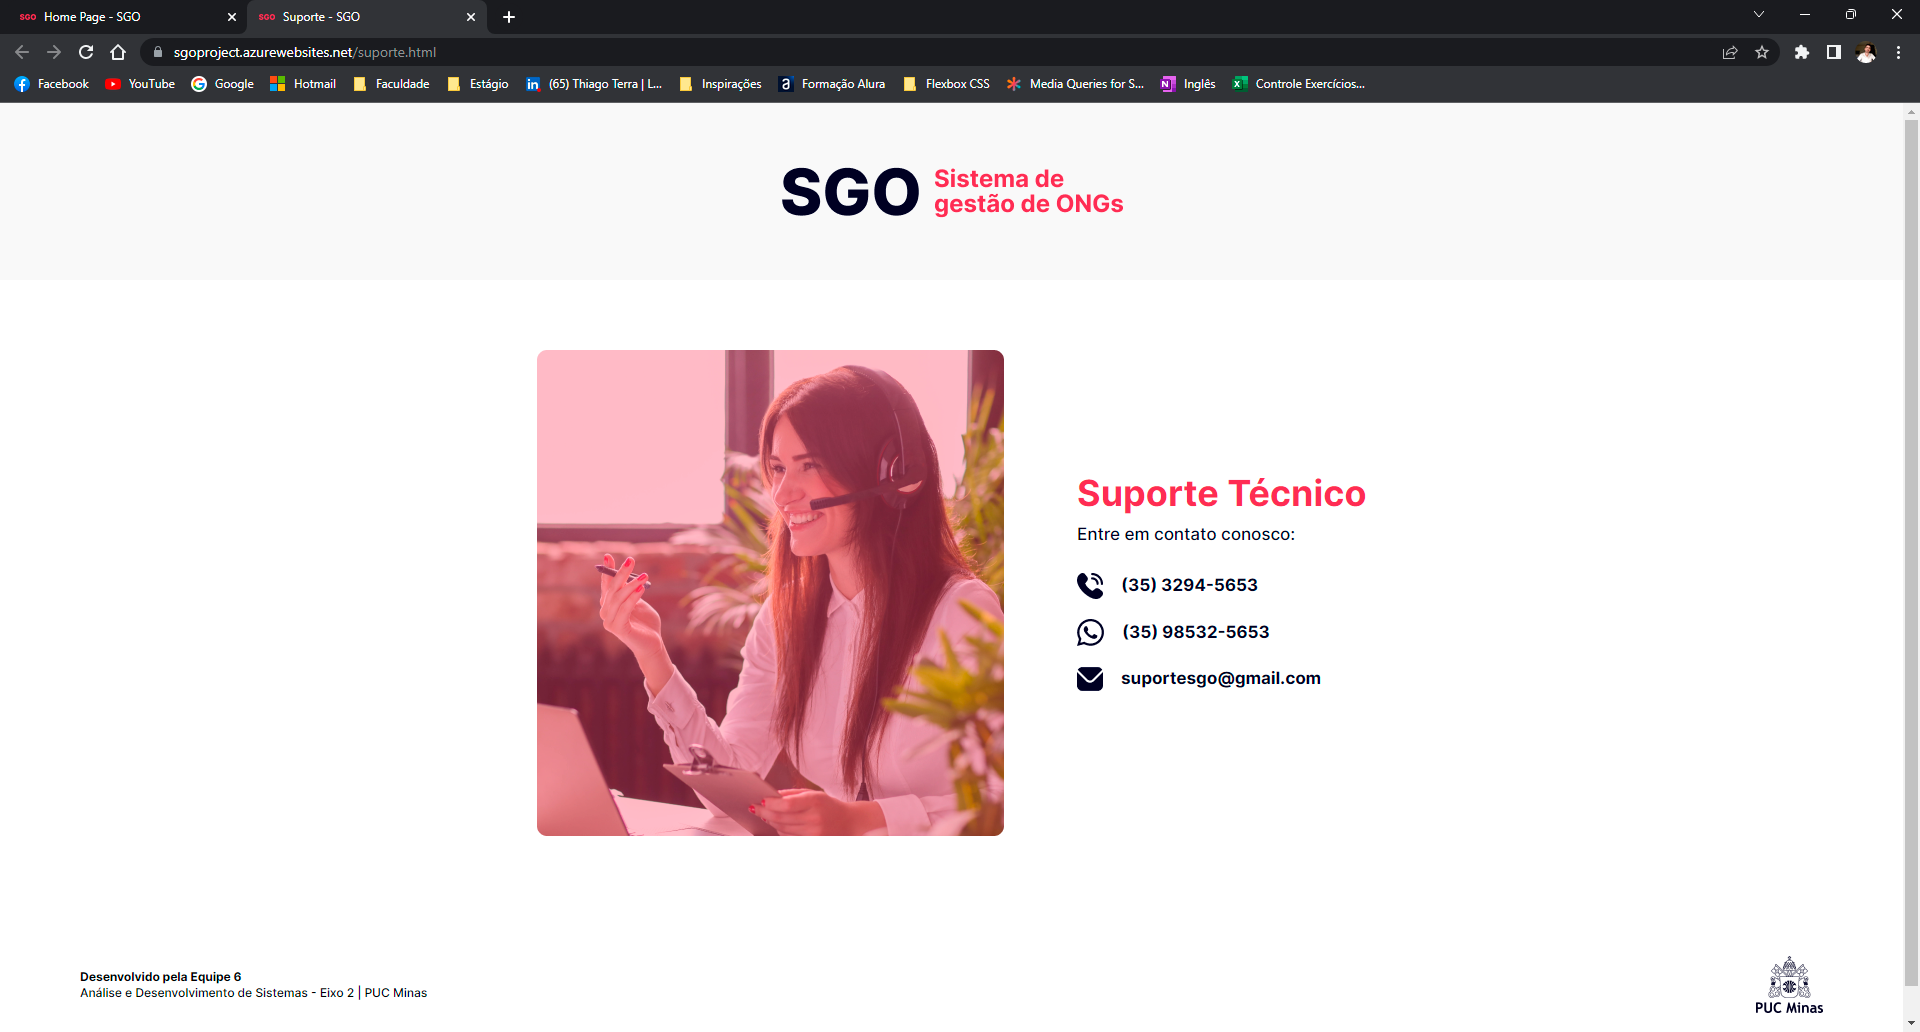 SGO Home Page - SGO
SGO Suporte - SGO
sgoproject.azurewebsites.net/suporte.html
Facebook YouTube Google Hotmail Faculdade Estágio in (65) Thiago Terra | L... Inspirações a Formação Alura Flexbox CSS Media Queries for S... N Inglês X Controle Exercícios...
SGO
Sistema de
gestão de ONGs
Suporte Técnico
Entre em contato conosco:
(35) 3294-5653
(35) 98532-5653
suportesgo@gmail.com
Desenvolvido pela Equipe 6
Análise e Desenvolvimento de Sistemas - Eixo 2 | PUC Minas
PUC Minas